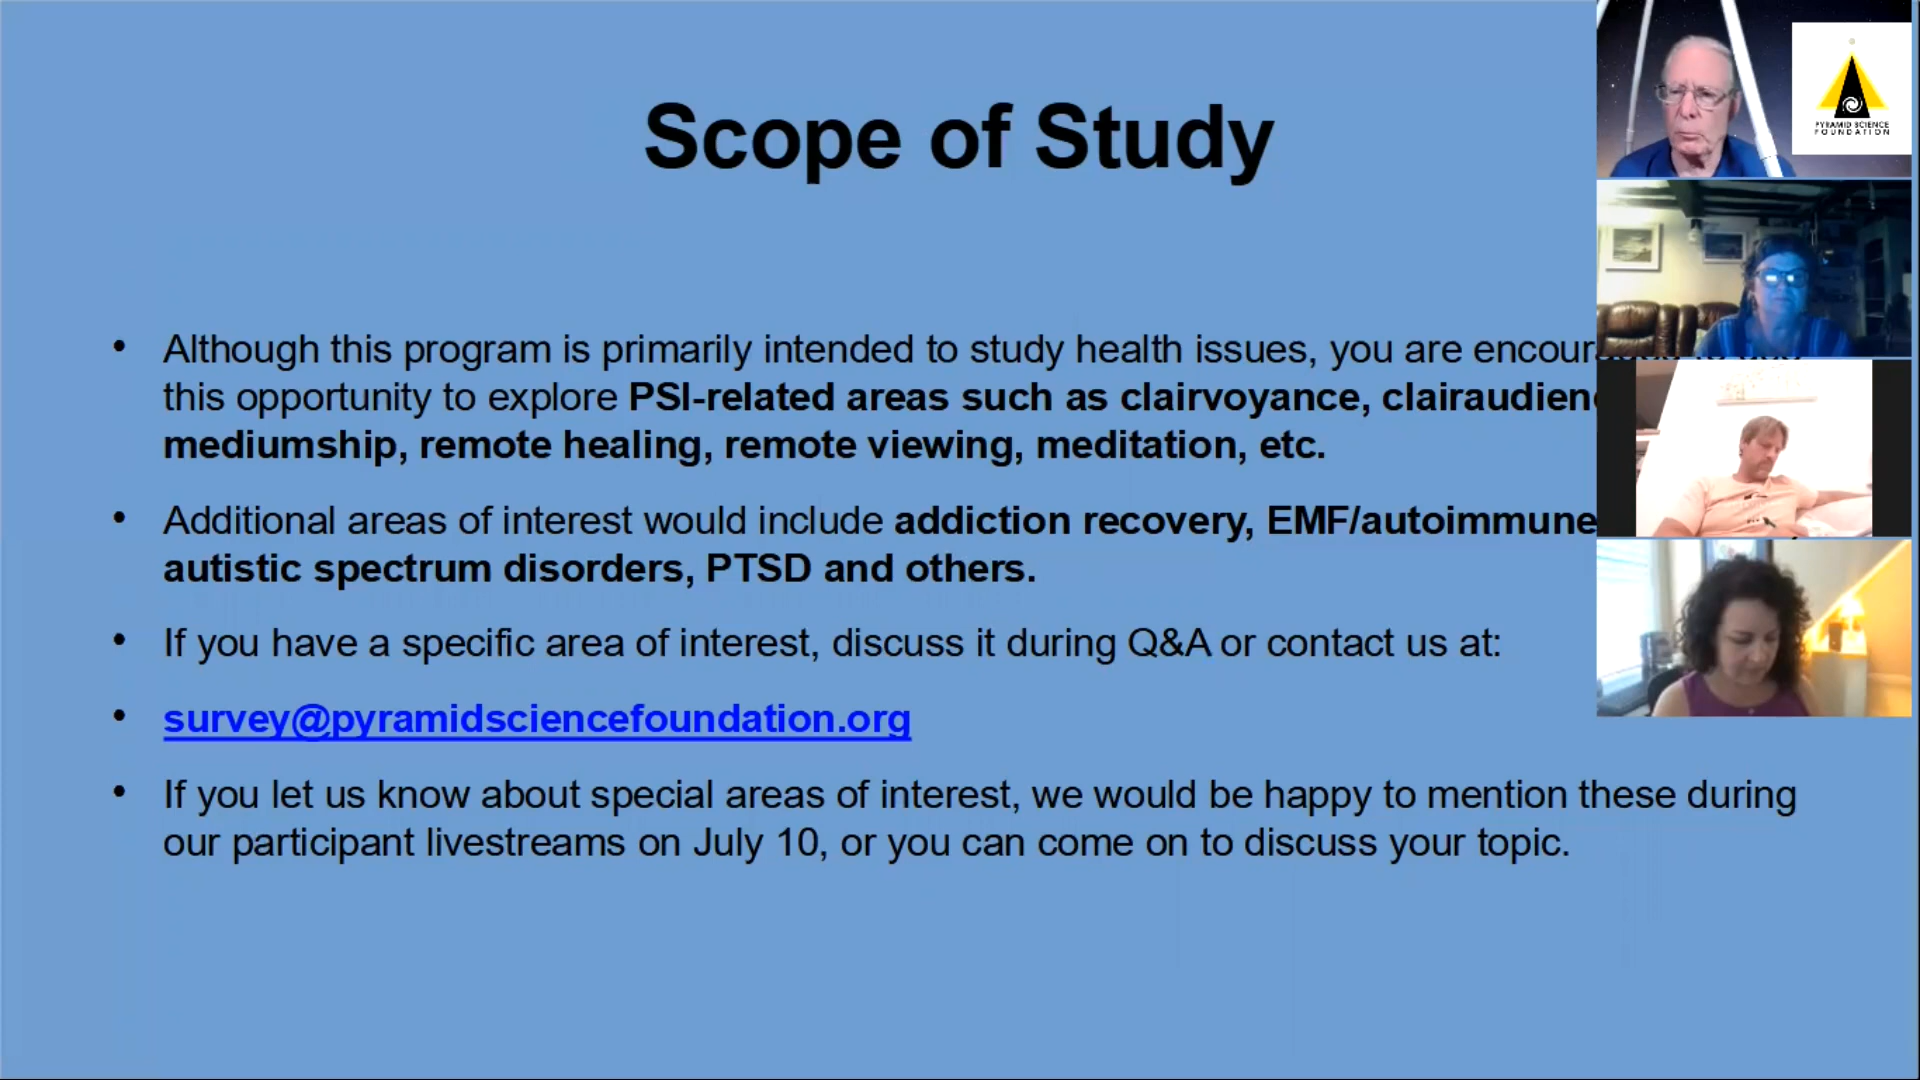 Scope of Study
PYRAMID SCIENCE
FOUNDATION
• Although this program is primarily intended to study health issues, you are
this opportunity to explore PSI-related areas such as clairvoyance,
mediumship, remote healing, remote viewing, meditation, etc.
• Additional areas of interest would include addiction recovery, EMF/autoimmune
autistic spectrum disorders, PTSD and others.
• If you have a specific area of interest, discuss it during Q&A or contact us at:
• survey@pyramidsciencefoundation.org
• If you let us know about special areas of interest, we would be happy to mention these during
our participant livestreams on July 10, or you can come on to discuss your topic.